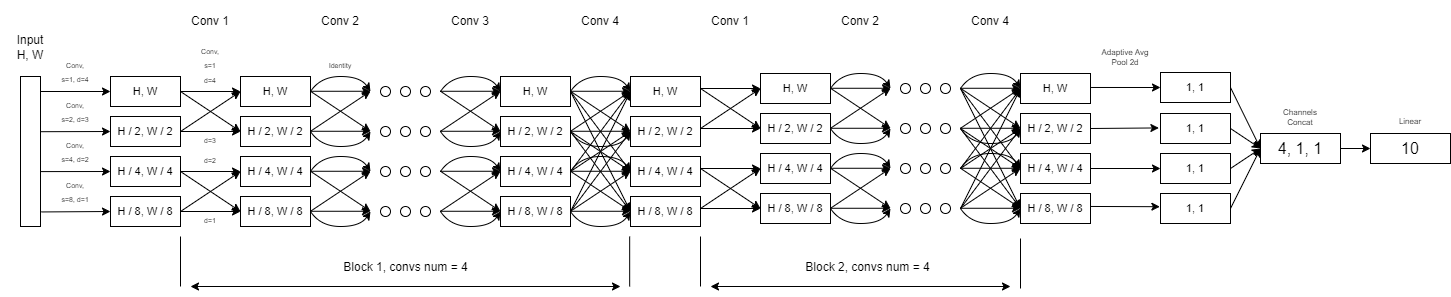 Conv 1
Conv 2
Conv 3
Conv 4
Conv 1
Conv 2
Conv 4
Input
H, W
Conv,
s=1, d=4
Conv,
s=2, d=3
Conv,
s=4, d=2
Conv,
s=8, d=1
H, W
H / 2, W / 2
H / 4, W / 4
H / 8, W / 8
Conv,
s=1
d=4
d=3
d=2
d=1
H, W
H / 2, W / 2
H / 4, W / 4
H / 8, W / 8
Identity
H, W
H / 2, W / 2
H / 4, W / 4
H / 8, W / 8
H, W
H / 2, W / 2
H / 4, W / 4
H / 8, W / 8
H, W
H / 2, W / 2
H / 4, W / 4
H / 8, W / 8
H, W
H / 2, W / 2
H / 4, W / 4
H / 8, W / 8
Adaptive Avg
Pool 2d
1, 1
1, 1
1, 1
1, 1
Channels
Concat
4, 1, 1
Linear
10
Block 1, convs num = 4
Block 2, convs num = 4